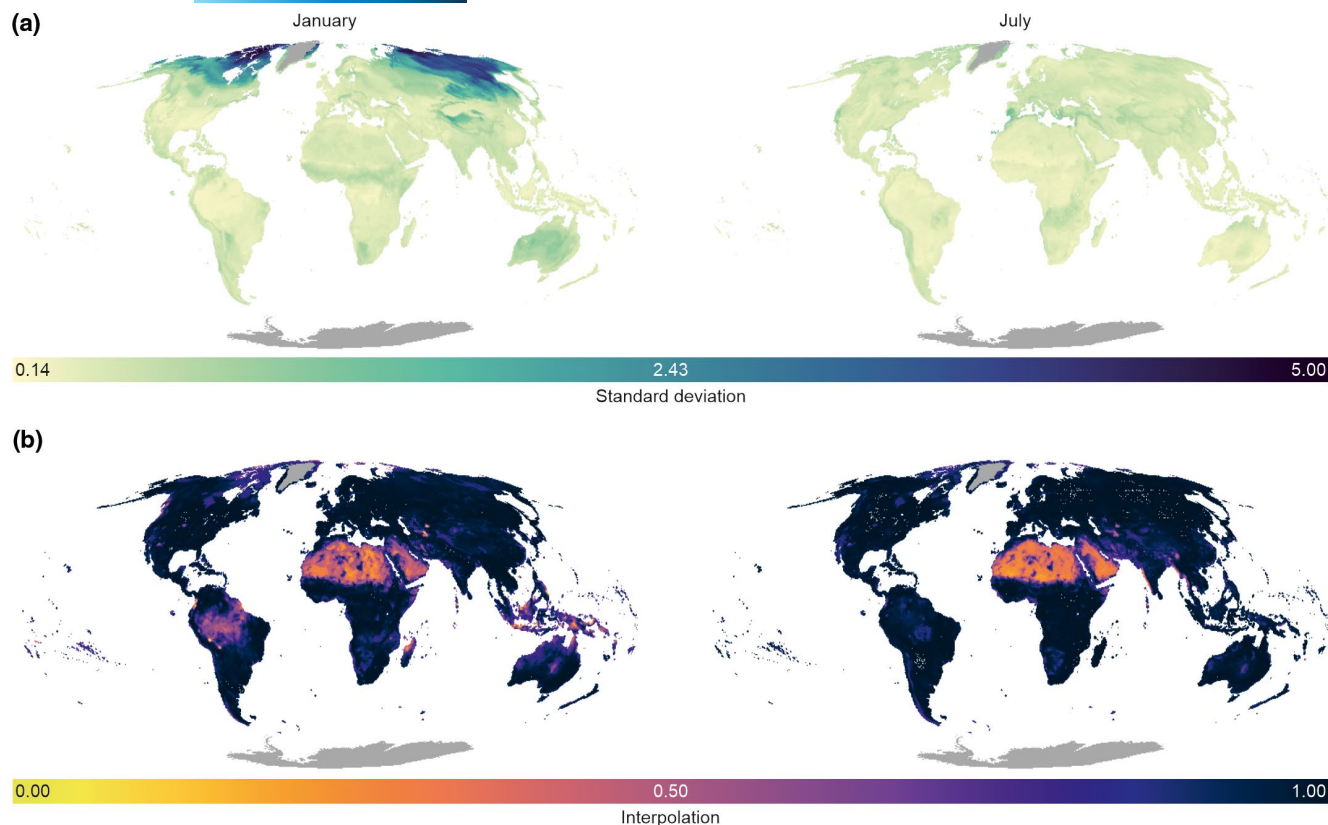 (a)
January
July
0.14
2.43
5.00
Standard deviation
(b)
0.00
0.50
1.00
Interpolation